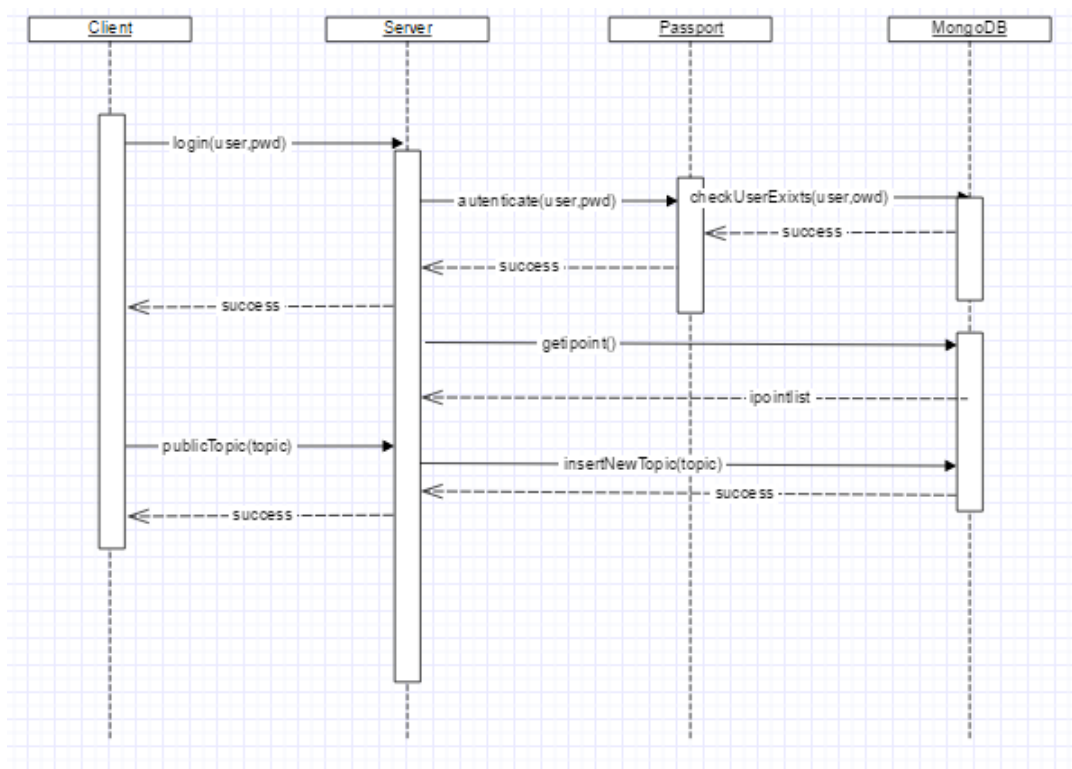 Client
Server
Passport
MongoDB
login(user,pwd)
autenticate(user,pwd)
checkUserExixts(user,owd)
success
success
success
getipoint()
ipointlist
publicTopic(topic)
insertNewTopic(topic)
success
success